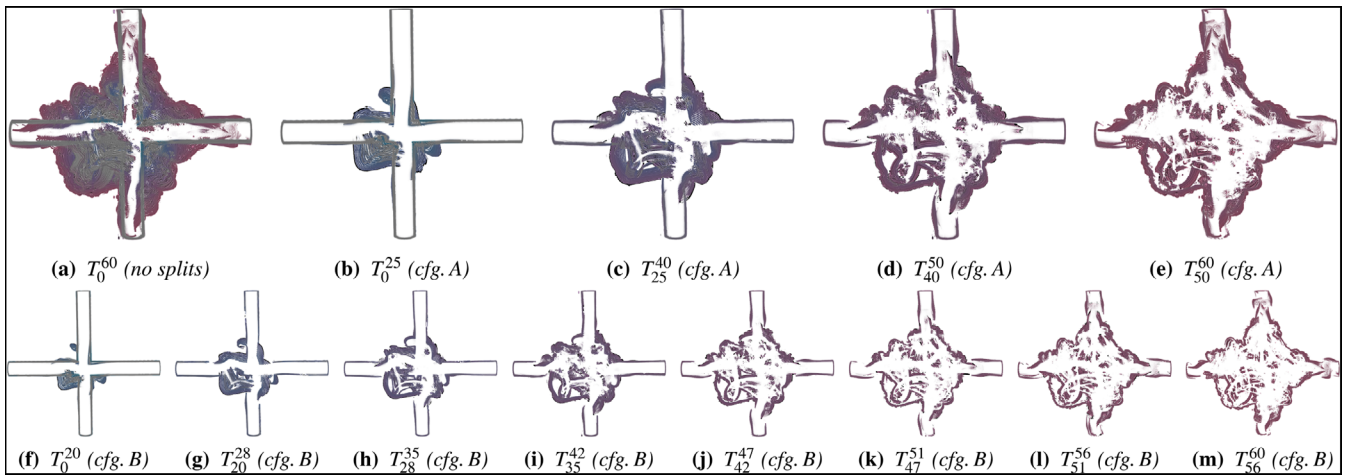 (a) T_0^{60} (no splits) (b) T_0^{25} (cfg. A) (c) T_{25}^{40} (cfg. A) (d) T_{40}^{50} (cfg. A) (e) T_{50}^{60} (cfg. A)
(f) T_0^{20} (cfg. B) (g) T_{20}^{28} (cfg. B) (h) T_{28}^{35} (cfg. B) (i) T_{35}^{42} (cfg. B) (j) T_{42}^{47} (cfg. B) (k) T_{47}^{51} (cfg. B) (l) T_{51}^{56} (cfg. B) (m) T_{56}^{60} (cfg. B)